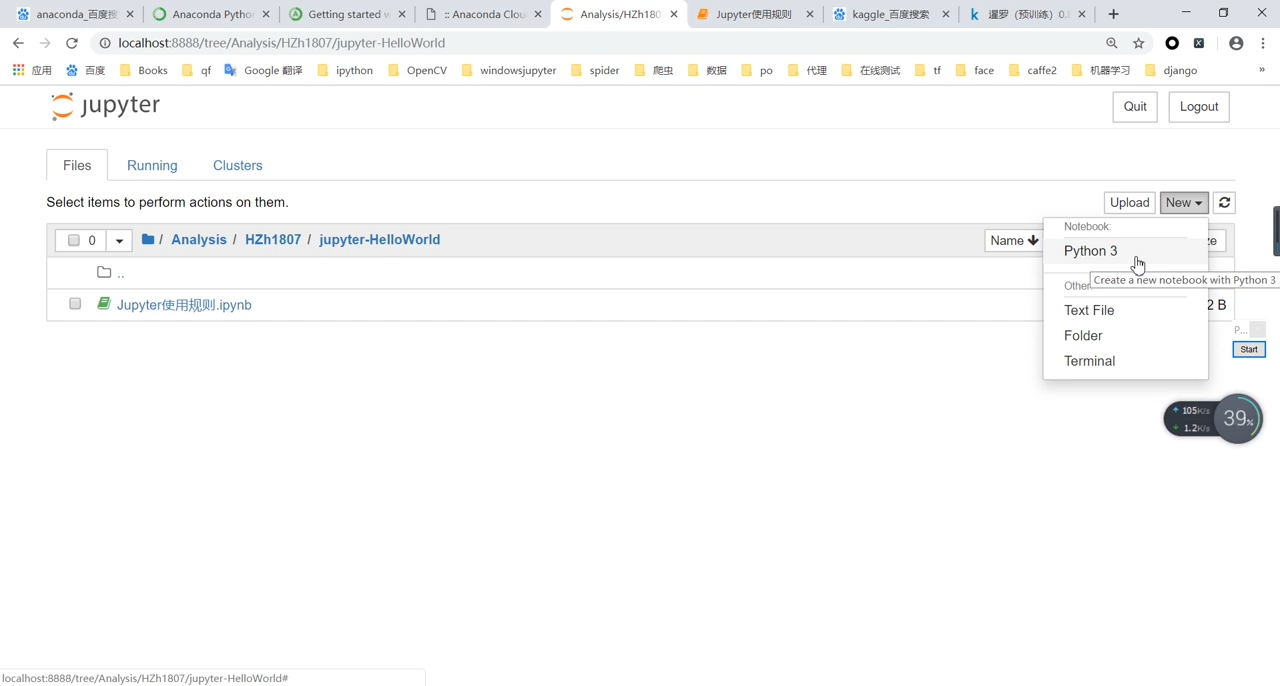 anaconda_百度搜 Anaconda Pytho Getting started w :: Anaconda Clou Analysis/HZh180 Jupyter使用规则 kaggle_百度搜索 暹罗（预训练）0.8
localhost:8888/tree/Analysis/HZh1807/jupyter-HelloWorld
应用 百度 Books qf Google 翻译 ipython OpenCV windowsjupyter spider 爬虫 数据 po 代理 在线测试 tf face caffe2 机器学习 django »
jupyter Quit Logout
Files Running Clusters
Select items to perform actions on them. Upload New
Notebook:
0 / Analysis / HZh1807 / jupyter-HelloWorld Name ze
Python 3
..
Create a new notebook with Python 3
Other
Jupyter使用规则.ipynb 2 B
Text File
P...
Folder
Start
Terminal
105K/s
39%
1.2K/s
localhost:8888/tree/Analysis/HZh1807/jupyter-HelloWorld#